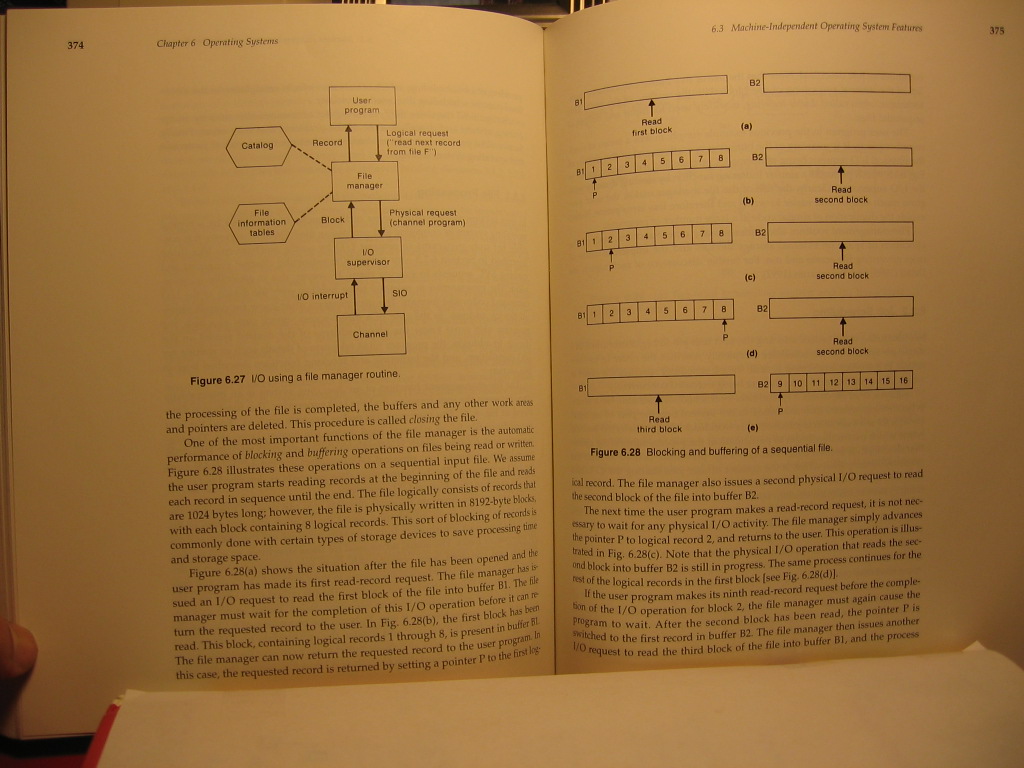 374
Chapter 6 Operating Systems
User
program
Record
Logical request
("read next record
from file F")
Catalog
File
manager
File
information
tables
Block
Physical request
(channel program)
I/O
supervisor
I/O interrupt
SIO
Channel
Figure 6.27 I/O using a file manager routine.
the processing of the file is completed, the buffers and any other work areas
and pointers are deleted. This procedure is called closing the file.
One of the most important functions of the file manager is the automatic
performance of blocking and buffering operations on files being read or written.
Figure 6.28 illustrates these operations on a sequential input file. We assume
the user program starts reading records at the beginning of the file and reads
each record in sequence until the end. The file logically consists of records that
are 1024 bytes long; however, the file is physically written in 8192-byte blocks,
with each block containing 8 logical records. This sort of blocking of records is
commonly done with certain types of storage devices to save processing time
and storage space.
Figure 6.28(a) shows the situation after the file has been opened and the
user program has made its first read-record request. The file manager has is-
sued an I/O request to read the first block of the file into buffer B1. The file
manager must wait for the completion of this I/O operation before it can re-
turn the requested record to the user. In Fig. 6.28(b), the first block has been
read. This block, containing logical records 1 through 8, is present in buffer B1.
The file manager can now return the requested record to the user program. In
this case, the requested record is returned by setting a pointer P to the first log-
6.3 Machine-Independent Operating System Features
375
B1
B2
Read
first block
(a)
B1 1 2 3 4 5 6 7 8
B2
P
Read
second block
(b)
B1 1 2 3 4 5 6 7 8
B2
P
Read
second block
(c)
B1 1 2 3 4 5 6 7 8
B2
P
Read
second block
(d)
B1
B2 9 10 11 12 13 14 15 16
Read
third block
P
(e)
Figure 6.28 Blocking and buffering of a sequential file.
ical record. The file manager also issues a second physical I/O request to read
the second block of the file into buffer B2.
The next time the user program makes a read-record request, it is not nec-
essary to wait for any physical I/O activity. The file manager simply advances
the pointer P to logical record 2, and returns to the user. This operation is illus-
trated in Fig. 6.28(c). Note that the physical I/O operation that reads the sec-
ond block into buffer B2 is still in progress. The same process continues for the
rest of the logical records in the first block [see Fig. 6.28(d)].
If the user program makes its ninth read-record request before the comple-
tion of the I/O operation for block 2, the file manager must again cause the
program to wait. After the second block has been read, the pointer P is
switched to the first record in buffer B2. The file manager then issues another
I/O request to read the third block of the file into buffer B1, and the process